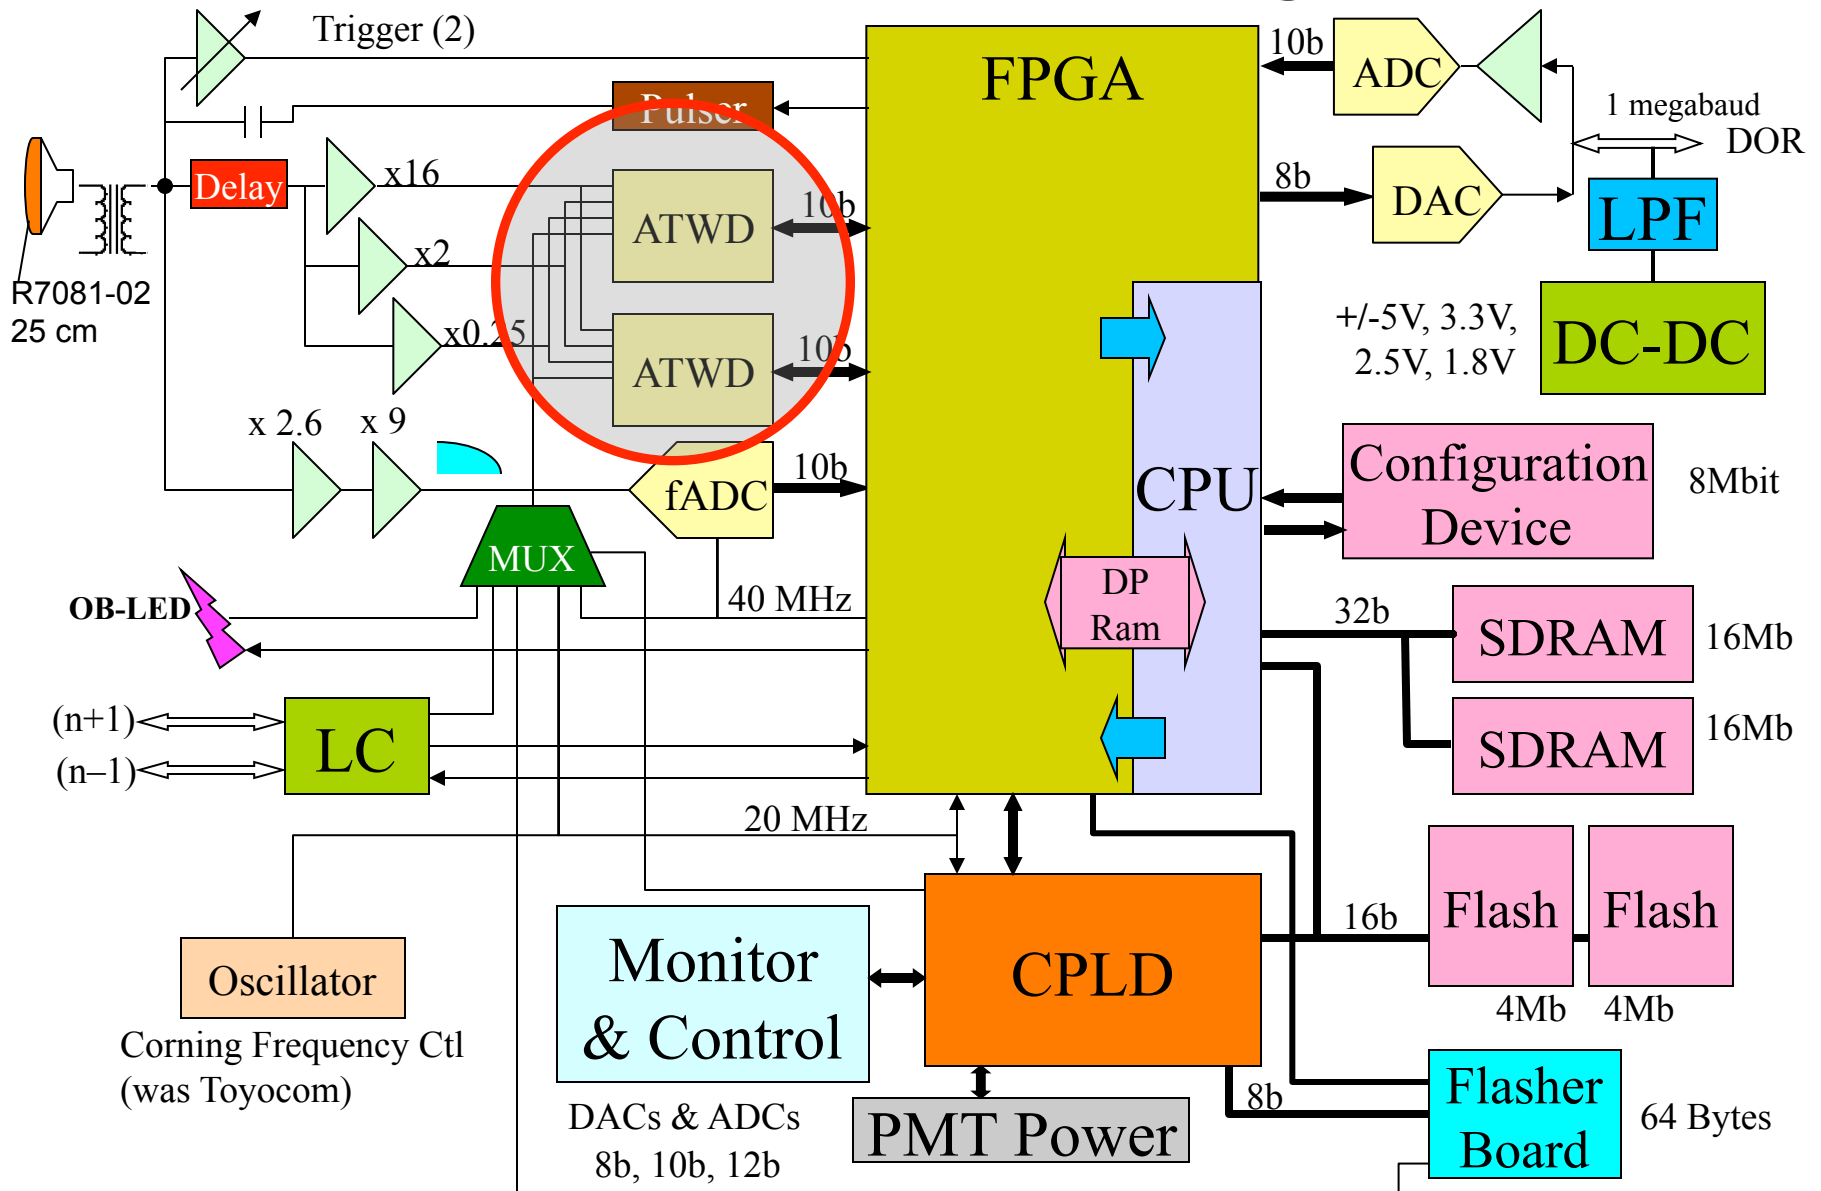 Trigger (2)
FPGA
10b
ADC
1 megabaud
DOR
Pulser
Delay
x16
ATWD
10b
8b
DAC
LPF
x2
R7081-02
25 cm
x0.25
ATWD
10b
+/-5V, 3.3V,
2.5V, 1.8V
DC-DC
x 2.6
x 9
fADC
10b
CPU
Configuration
Device
8Mbit
MUX
OB-LED
40 MHz
DP
Ram
32b
SDRAM
16Mb
(n+1)
(n–1)
LC
SDRAM
16Mb
20 MHz
Oscillator
Corning Frequency Ctl
(was Toyocom)
Monitor
& Control
DACs & ADCs
8b, 10b, 12b
CPLD
16b
Flash
Flash
4Mb
4Mb
PMT Power
8b
Flasher
Board
64 Bytes